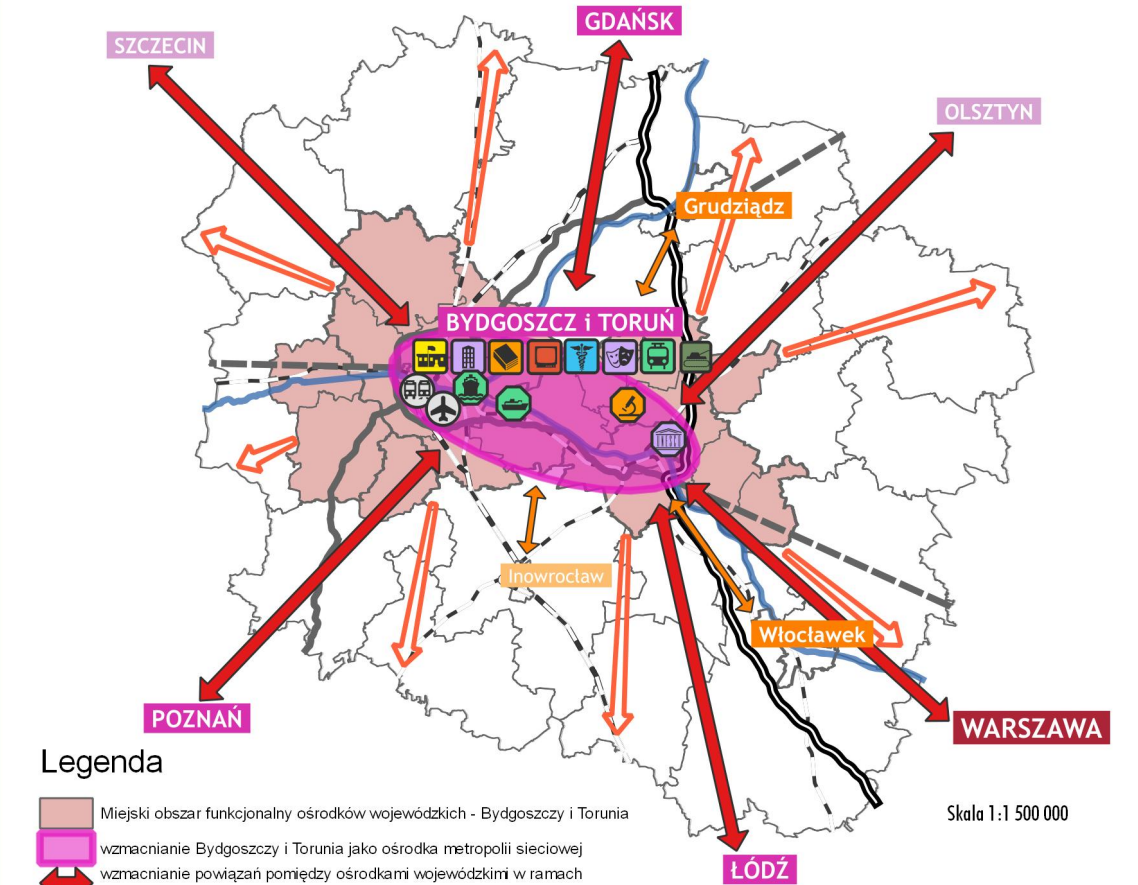 GDAŃSK
SZCZECIN
OLSZTYN
Grudziądz
BYDGOSZCZ i TORUŃ
Inowrocław
Włocławek
POZNAŃ
WARSZAWA
Legenda
Miejski obszar funkcjonalny ośrodków wojewódzkich - Bydgoszczy i Torunia
Skala 1:1 500 000
wzmacnianie Bydgoszczy i Torunia jako ośrodka metropolii sieciowej
wzmacnianie powiązań pomiędzy ośrodkami wojewódzkimi w ramach
ŁÓDŹ